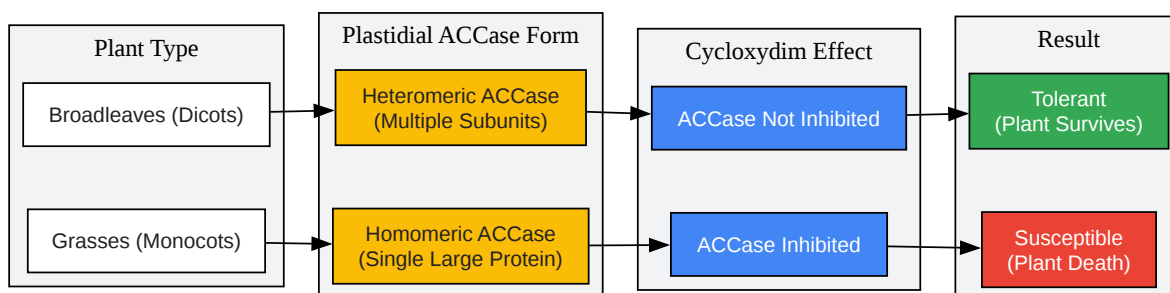 Plant Type
Broadleaves (Dicots)
Grasses (Monocots)
Plastidial ACCase Form
Heteromeric ACCase
(Multiple Subunits)
Homomeric ACCase
(Single Large Protein)
Cycloxydim Effect
ACCase Not Inhibited
ACCase Inhibited
Result
Tolerant
(Plant Survives)
Susceptible
(Plant Death)